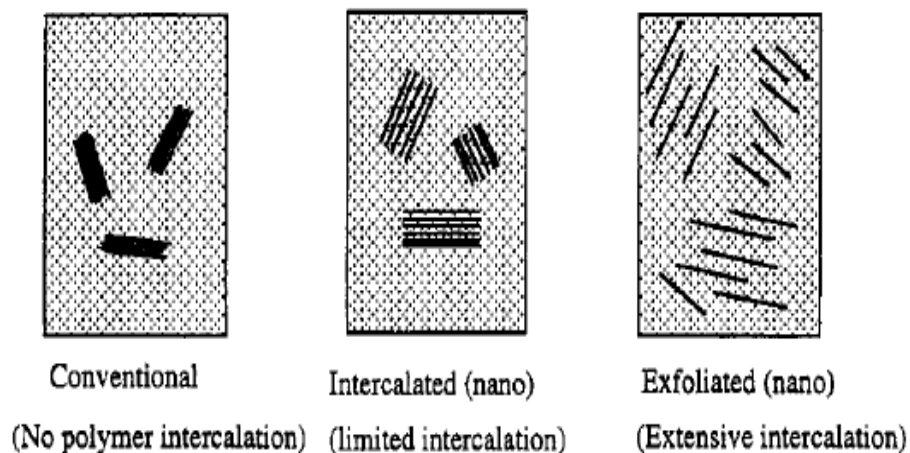 Conventional
(No polymer intercalation)
Intercalated (nano)
(limited intercalation)
Exfoliated (nano)
(Extensive intercalation)